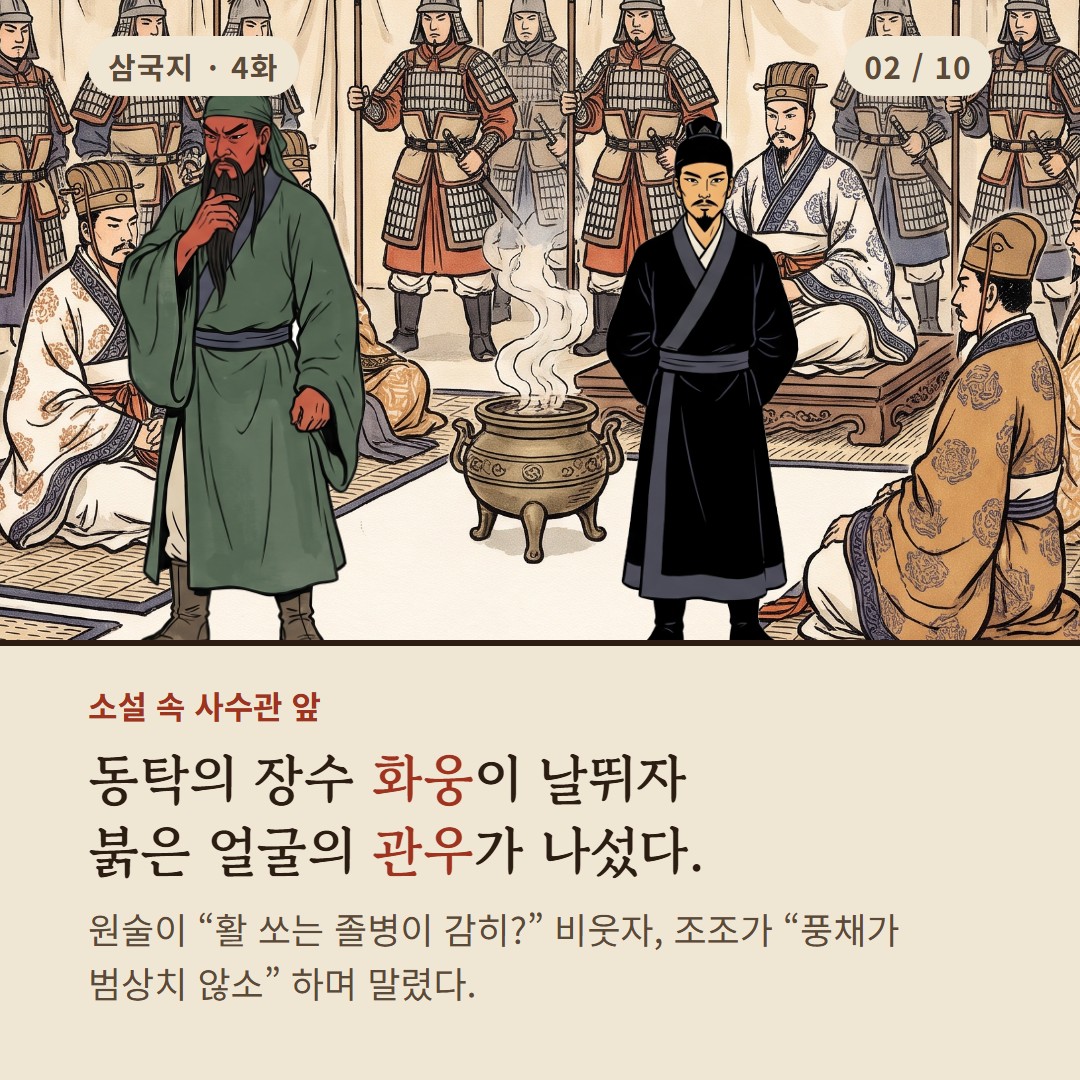 삼국지 · 4화
02 / 10
소설 속 사수관 앞
동탁의 장수 화웅이 날뛰자
붉은 얼굴의 관우가 나섰다.
원술이 “활 쏘는 졸병이 감히?” 비웃자, 조조가 “풍채가
범상치 않소” 하며 말렸다.